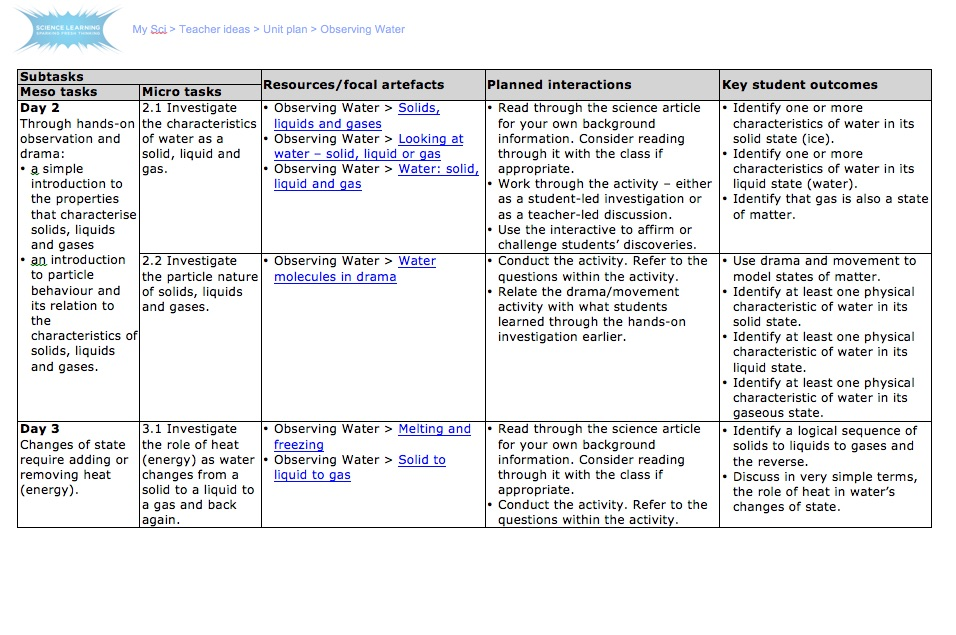 SCIENCE LEARNING
SPARKING FRESH THINKING
My Sci > Teacher ideas > Unit plan > Observing Water
Subtasks
Meso tasks
Micro tasks
Resources/focal artefacts
Planned interactions
Key student outcomes
Day 2
Through hands-on
observation and
drama:
• a simple
introduction to
the properties
that characterise
solids, liquids
and gases
• an introduction
to particle
behaviour and
its relation to
the
characteristics of
solids, liquids
and gases.
2.1 Investigate
the characteristics
of water as a
solid, liquid and
gas.
• Observing Water > Solids,
liquids and gases
• Observing Water > Looking at
water – solid, liquid or gas
• Observing Water > Water: solid,
liquid and gas
• Read through the science article
for your own background
information. Consider reading
through it with the class if
appropriate.
• Work through the activity – either
as a student-led investigation or
as a teacher-led discussion.
• Use the interactive to affirm or
challenge students’ discoveries.
• Identify one or more
characteristics of water in its
solid state (ice).
• Identify one or more
characteristics of water in its
liquid state (water).
• Identify that gas is also a state
of matter.
2.2 Investigate
the particle nature
of solids, liquids
and gases.
• Observing Water > Water
molecules in drama
• Conduct the activity. Refer to the
questions within the activity.
• Relate the drama/movement
activity with what students
learned through the hands-on
investigation earlier.
• Use drama and movement to
model states of matter.
• Identify at least one physical
characteristic of water in its
solid state.
• Identify at least one physical
characteristic of water in its
liquid state.
• Identify at least one physical
characteristic of water in its
gaseous state.
Day 3
Changes of state
require adding or
removing heat
(energy).
3.1 Investigate
the role of heat
(energy) as water
changes from a
solid to a liquid to
a gas and back
again.
• Observing Water > Melting and
freezing
• Observing Water > Solid to
liquid to gas
• Read through the science article
for your own background
information. Consider reading
through it with the class if
appropriate.
• Conduct the activity. Refer to the
questions within the activity.
• Identify a logical sequence of
solids to liquids to gases and
the reverse.
• Discuss in very simple terms,
the role of heat in water’s
changes of state.